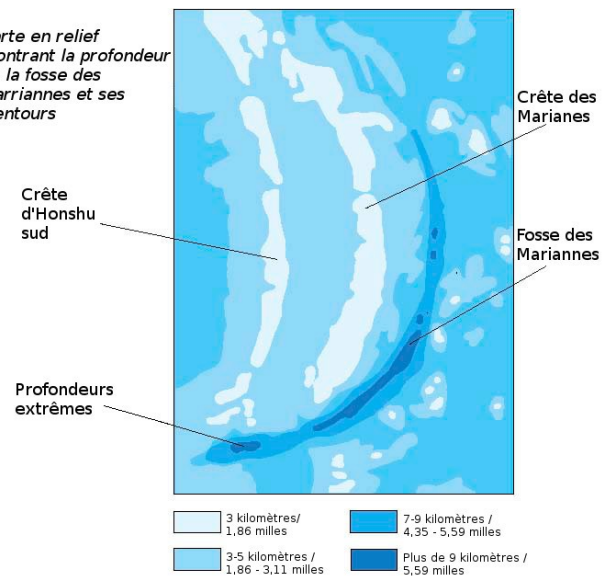 arte en relief
ontrant la profondeur
la fosse des
arriannes et ses
entours
Crête des
Marianes
Crête
d'Honshu
sud
Fosse des
Mariannes
Profondeurs
extrêmes
3 kilomètres/
1,86 milles
7-9 kilomètres /
4,35 - 5,59 milles
3-5 kilomètres /
1,86 - 3,11 milles
Plus de 9 kilomètres /
5,59 milles